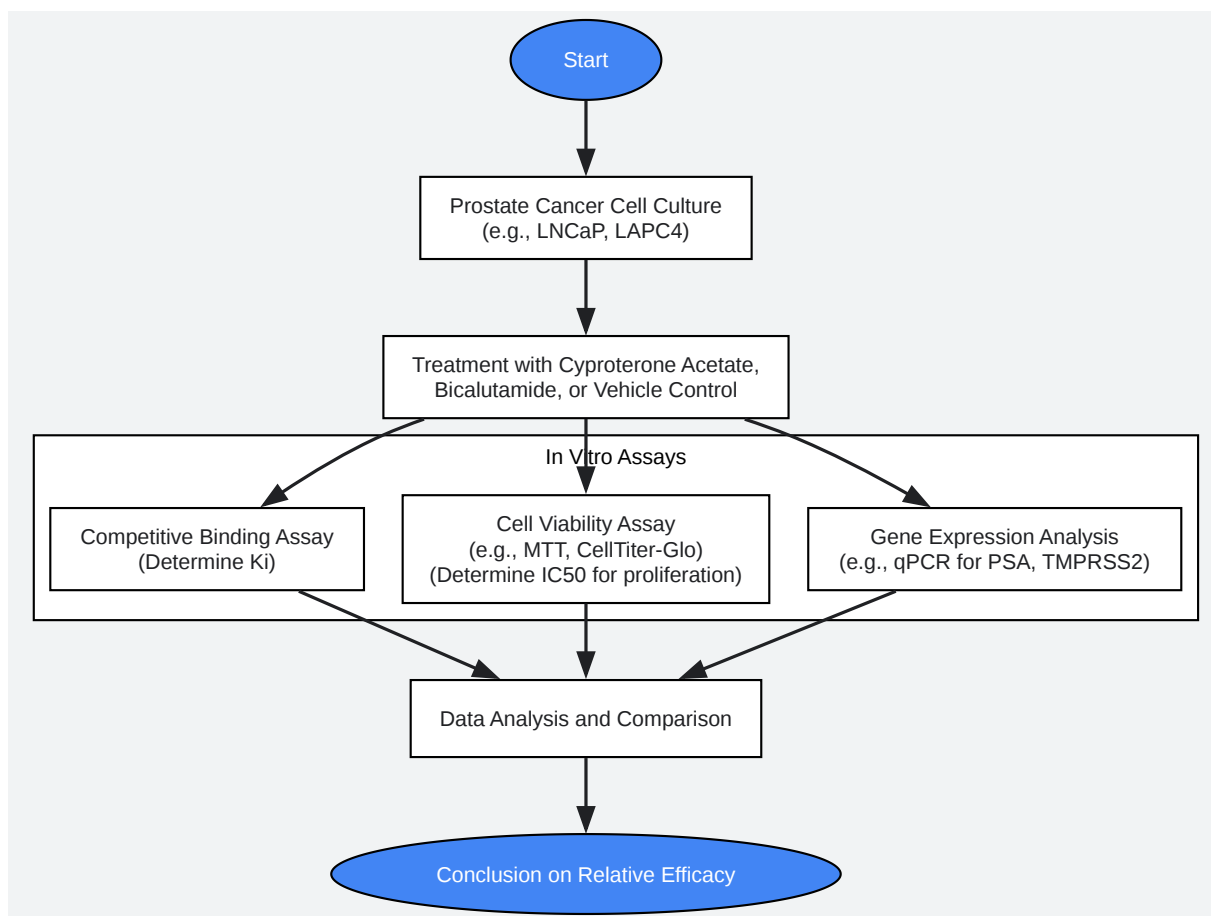 Start
Prostate Cancer Cell Culture
(e.g., LNCaP, LAPC4)
Treatment with Cyproterone Acetate,
Bicalutamide, or Vehicle Control
In Vitro Assays
Competitive Binding Assay
(Determine Ki)
Cell Viability Assay
(e.g., MTT, CellTiter-Glo)
(Determine IC50 for proliferation)
Gene Expression Analysis
(e.g., qPCR for PSA, TMPRSS2)
Data Analysis and Comparison
Conclusion on Relative Efficacy